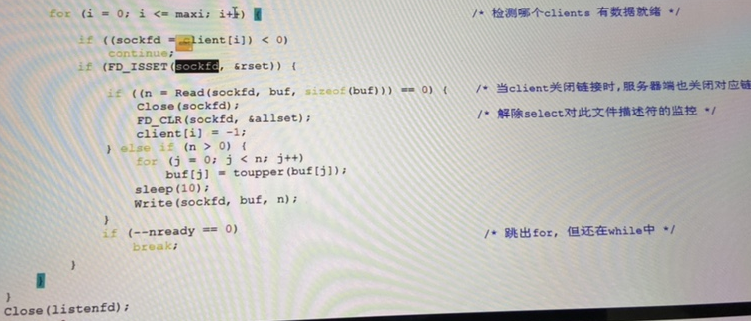 for (i = 0; i <= maxi; i++) { /* 检测哪个clients 有数据就绪 */
if ((sockfd = client[i]) < 0)
continue;
if (FD_ISSET(sockfd, &rset)) {
if ((n = Read(sockfd, buf, sizeof(buf))) == 0) { /* 当client关闭链接时,服务器端也关闭对应链
Close(sockfd);
FD_CLR(sockfd, &allset); /* 解除select对此文件描述符的监控 */
client[i] = -1;
} else if (n > 0) {
for (j = 0; j < n; j++)
buf[j] = toupper(buf[j]);
sleep(10);
Write(sockfd, buf, n);
}
if (--nready == 0) /* 跳出for, 但还在while中 */
break;
}
}
}
Close(listenfd);